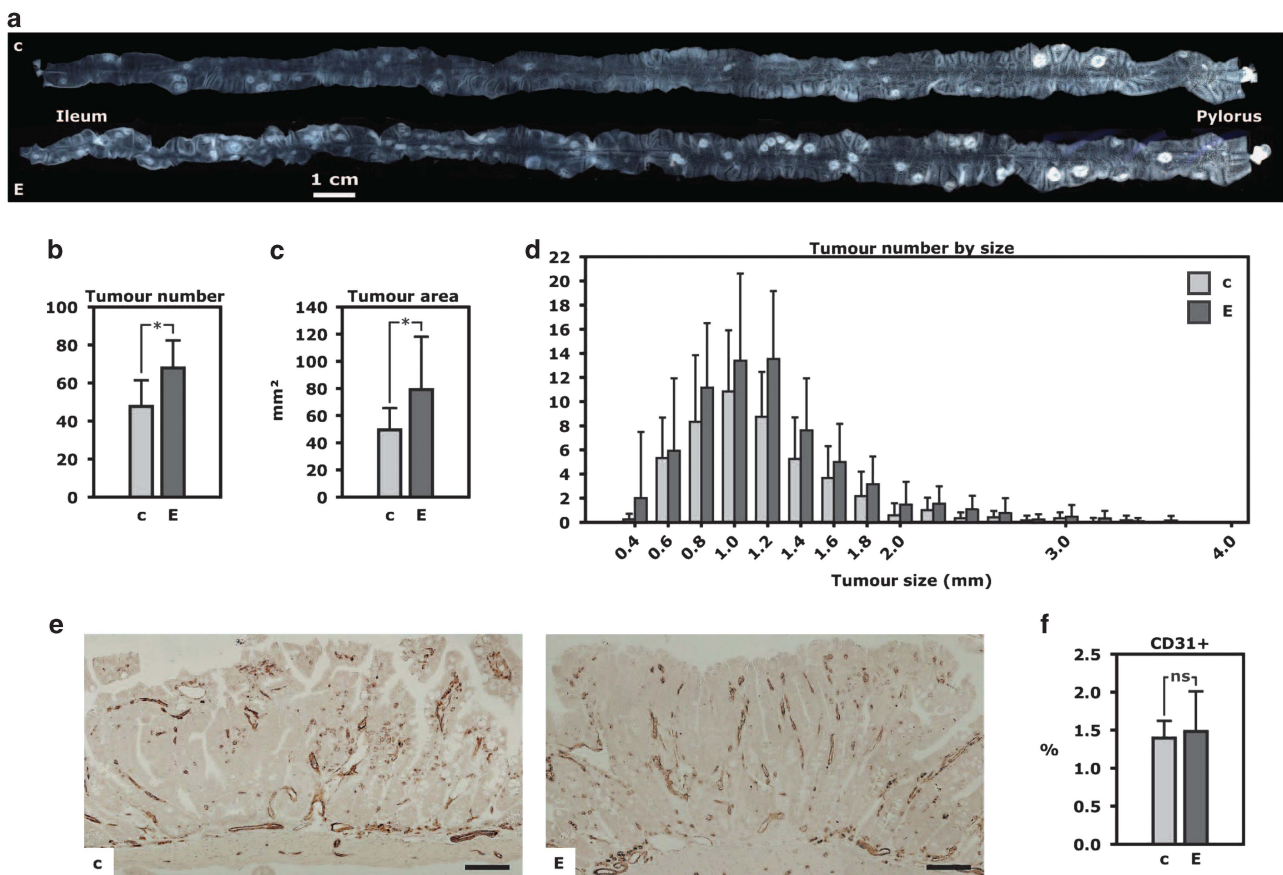 a
c
Ileum
Pylorus
1 cm
E
b
Tumour number
100
80
60
40
20
0
*
c E
c
Tumour area
mm²
140
120
100
80
60
40
20
0
*
c E
d
Tumour number by size
22
20
18
16
14
12
10
8
6
4
2
0
c
E
0.4 0.6 0.8 1.0 1.2 1.4 1.6 1.8 2.0 3.0 4.0
Tumour size (mm)
e
c
E
f
CD31+
%
2.5
2.0
1.5
1.0
0.5
0.0
ns
c E